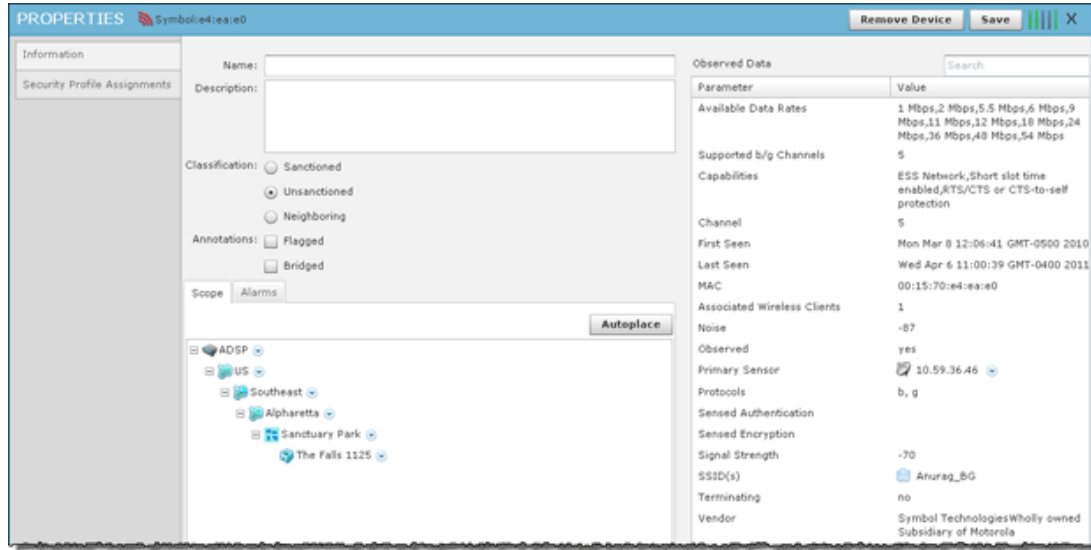 PROPERTIES Symbol:e4:ea:e0 Remove Device Save X
Information
Security Profile Assignments
Name:
Description:
Classification: Sanctioned
Unsanctioned
Neighboring
Annotations: Flagged
Bridged
Scope Alarms
Autoplace
ADSP
US
Southeast
Alpharetta
Sanctuary Park
The Falls 1125
Observed Data Search
Parameter Value
Available Data Rates 1 Mbps,2 Mbps,5.5 Mbps,6 Mbps,9
Mbps,11 Mbps,12 Mbps,18 Mbps,24
Mbps,36 Mbps,48 Mbps,54 Mbps
Supported b/g Channels 5
Capabilities ESS Network,Short slot time
enabled,RTS/CTS or CTS-to-self
protection
Channel 5
First Seen Mon Mar 8 12:06:41 GMT-0500 2010
Last Seen Wed Apr 6 11:00:39 GMT-0400 2011
MAC 00:15:70:e4:ea:e0
Associated Wireless Clients 1
Noise -87
Observed yes
Primary Sensor 10.59.36.46
Protocols b, g
Sensed Authentication
Sensed Encryption
Signal Strength -70
SSID(s) Anurag_BG
Terminating no
Vendor Symbol TechnologiesWholly owned
Subsidiary of Motorola